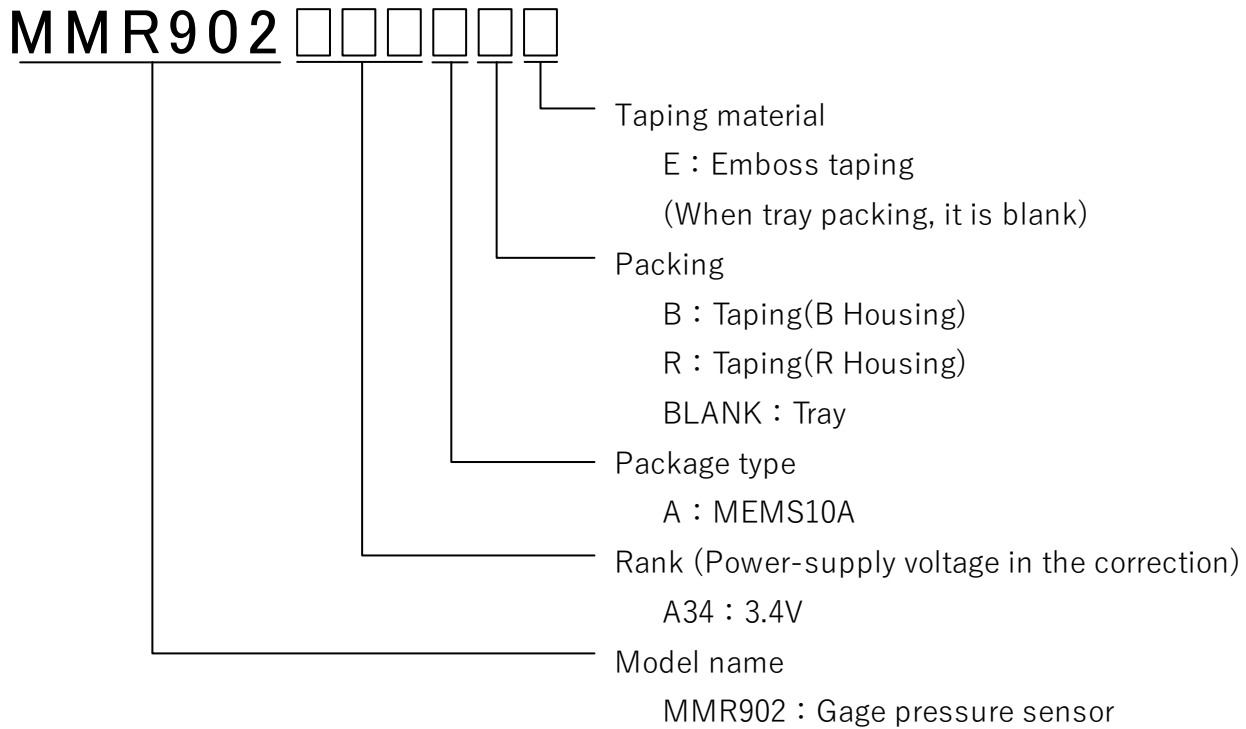 MMR902□□□□□□
Taping material
E：Emboss taping
(When tray packing, it is blank)
Packing
B：Taping(B Housing)
R：Taping(R Housing)
BLANK：Tray
Package type
A：MEMS10A
Rank (Power-supply voltage in the correction)
A34：3.4V
Model name
MMR902：Gage pressure sensor